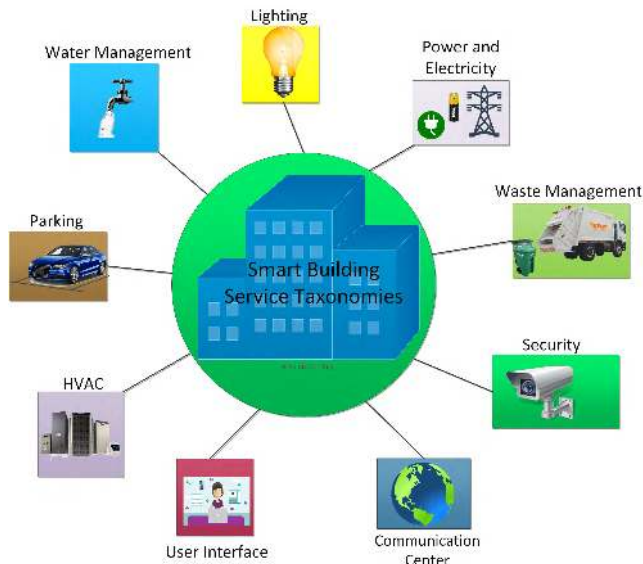 Lighting
Water Management
Power and
Electricity
Waste Management
Parking
Smart Building
Service Taxonomies
Security
HVAC
User Interface
Communication
Center